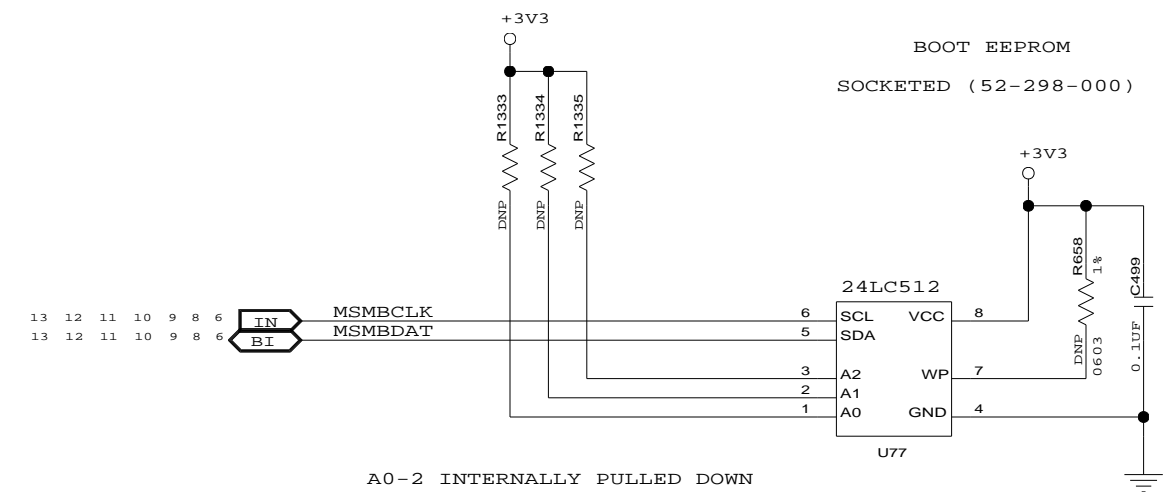 +3V3
BOOT EEPROM
SOCKETED (52-298-000)
R1333
R1334
R1335
DNP
DNP
DNP
+3V3
R658
1%
DNP
0603
C499
0.1UF
24LC512
13 12 11 10 9 8 6 IN MSMBCLK 6 SCL VCC 8
13 12 11 10 9 8 6 BI MSMBDAT 5 SDA
3 A2 WP 7
2 A1
1 A0 GND 4
U77
A0-2 INTERNALLY PULLED DOWN